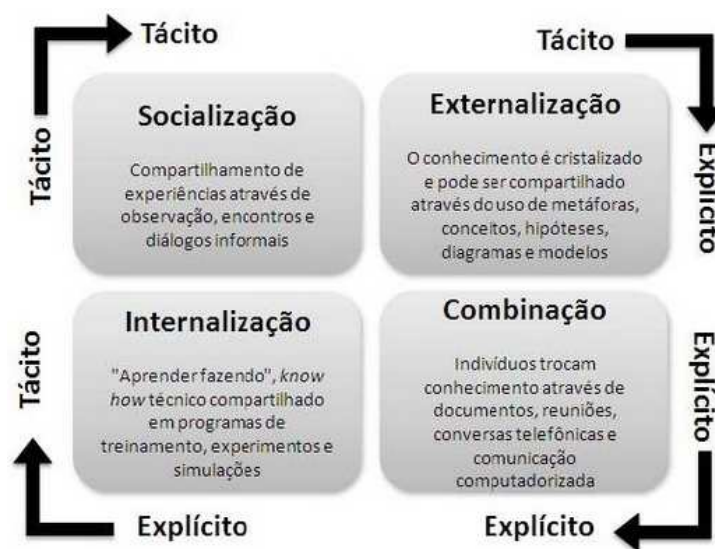 Tácito
Tácito
Tácito
Explícito
Socialização
Compartilhamento de
experiências através de
observação, encontros e
diálogos informais
Externalização
O conhecimento é cristalizado
e pode ser compartilhado
através do uso de metáforas,
conceitos, hipóteses,
diagramas e modelos
Internalização
"Aprender fazendo", know
how técnico compartilhado
em programas de
treinamento, experimentos e
simulações
Combinação
Indivíduos trocam
conhecimento através de
documentos, reuniões,
conversas telefônicas e
comunicação
computadorizada
Tácito
Explícito
Explícito
Explícito